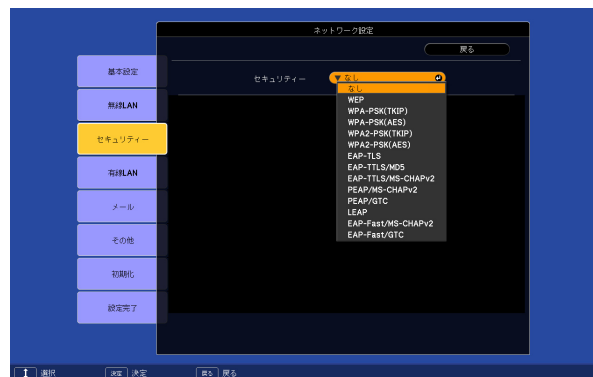 ネットワーク設定
戻る
基本設定
無線LAN
セキュリティー
有線LAN
メール
その他
初期化
設定完了
セキュリティー
なし
なし
WEP
WPA-PSK(TKIP)
WPA-PSK(AES)
WPA2-PSK(TKIP)
WPA2-PSK(AES)
EAP-TLS
EAP-TTLS/MD5
EAP-TTLS/MS-CHAPv2
PEAP/MS-CHAPv2
PEAP/GTC
LEAP
EAP-Fast/MS-CHAPv2
EAP-Fast/GTC
選択 決定 決定 戻る 戻る